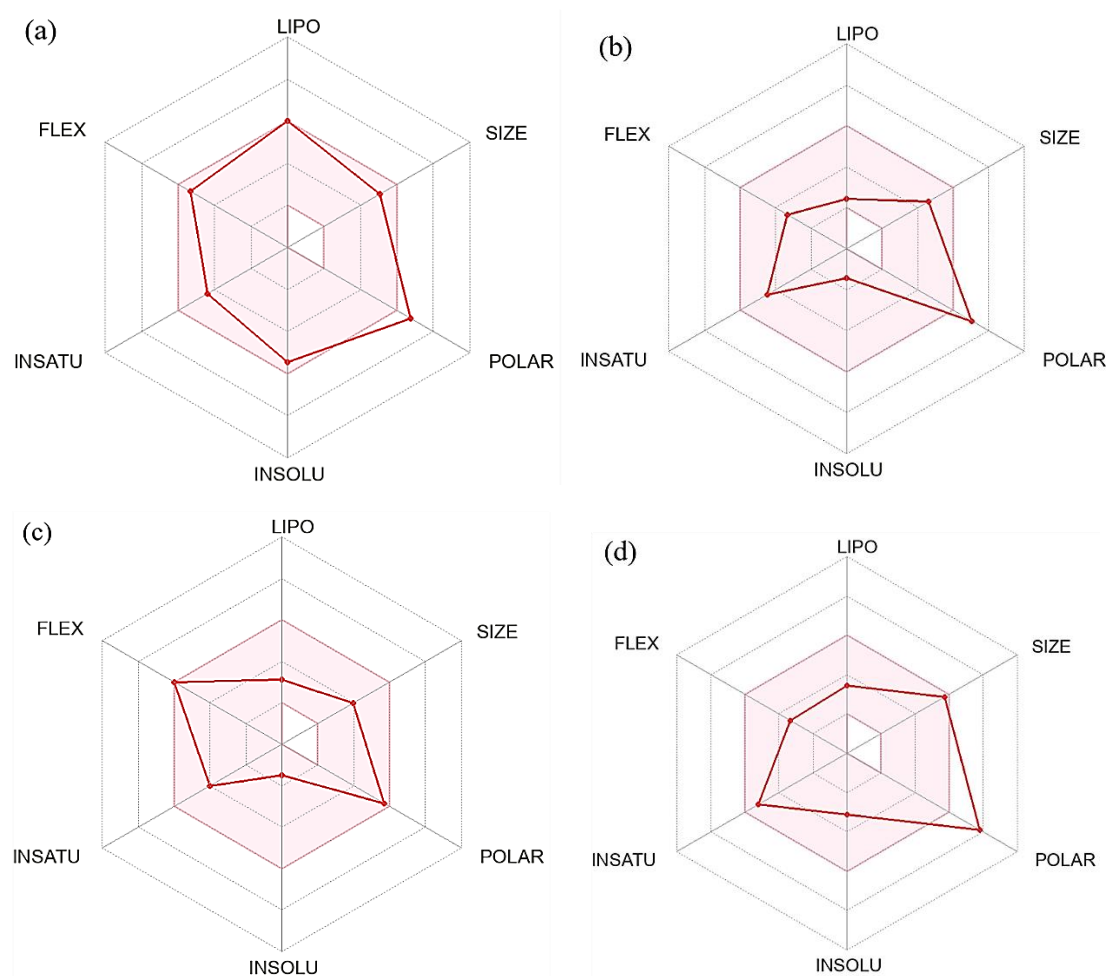 (a)
LIPO
FLEX
SIZE
INSATU
POLAR
INSOLU
(b)
LIPO
FLEX
SIZE
INSATU
POLAR
INSOLU
(c)
LIPO
FLEX
SIZE
INSATU
POLAR
INSOLU
(d)
LIPO
FLEX
SIZE
INSATU
POLAR
INSOLU